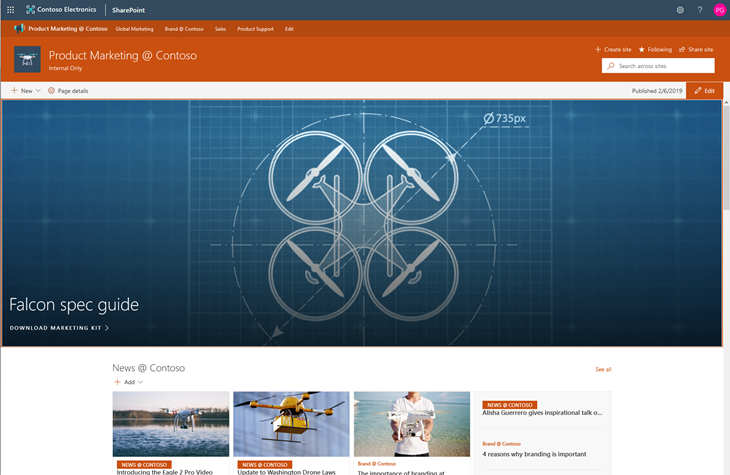 Contoso Electronics
SharePoint
?
PG
Product Marketing @ Contoso
Global Marketing
Brand @ Contoso
Sales
Product Support
Edit
Product Marketing @ Contoso
Internal Only
Create site
Following
Share site
Search across sites
New
Page details
Published 2/6/2019
Edit
Ø735px
Falcon spec guide
DOWNLOAD MARKETING KIT
News @ Contoso
See all
Add
NEWS @ CONTOSO
Introducing the Eagle 2 Pro Video
NEWS @ CONTOSO
Update to Washington Drone Laws
Brand @ Contoso
The importance of branding at
NEWS @ CONTOSO
Alisha Guerrero gives inspirational talk o...
Brand @ Contoso
4 reasons why branding is important